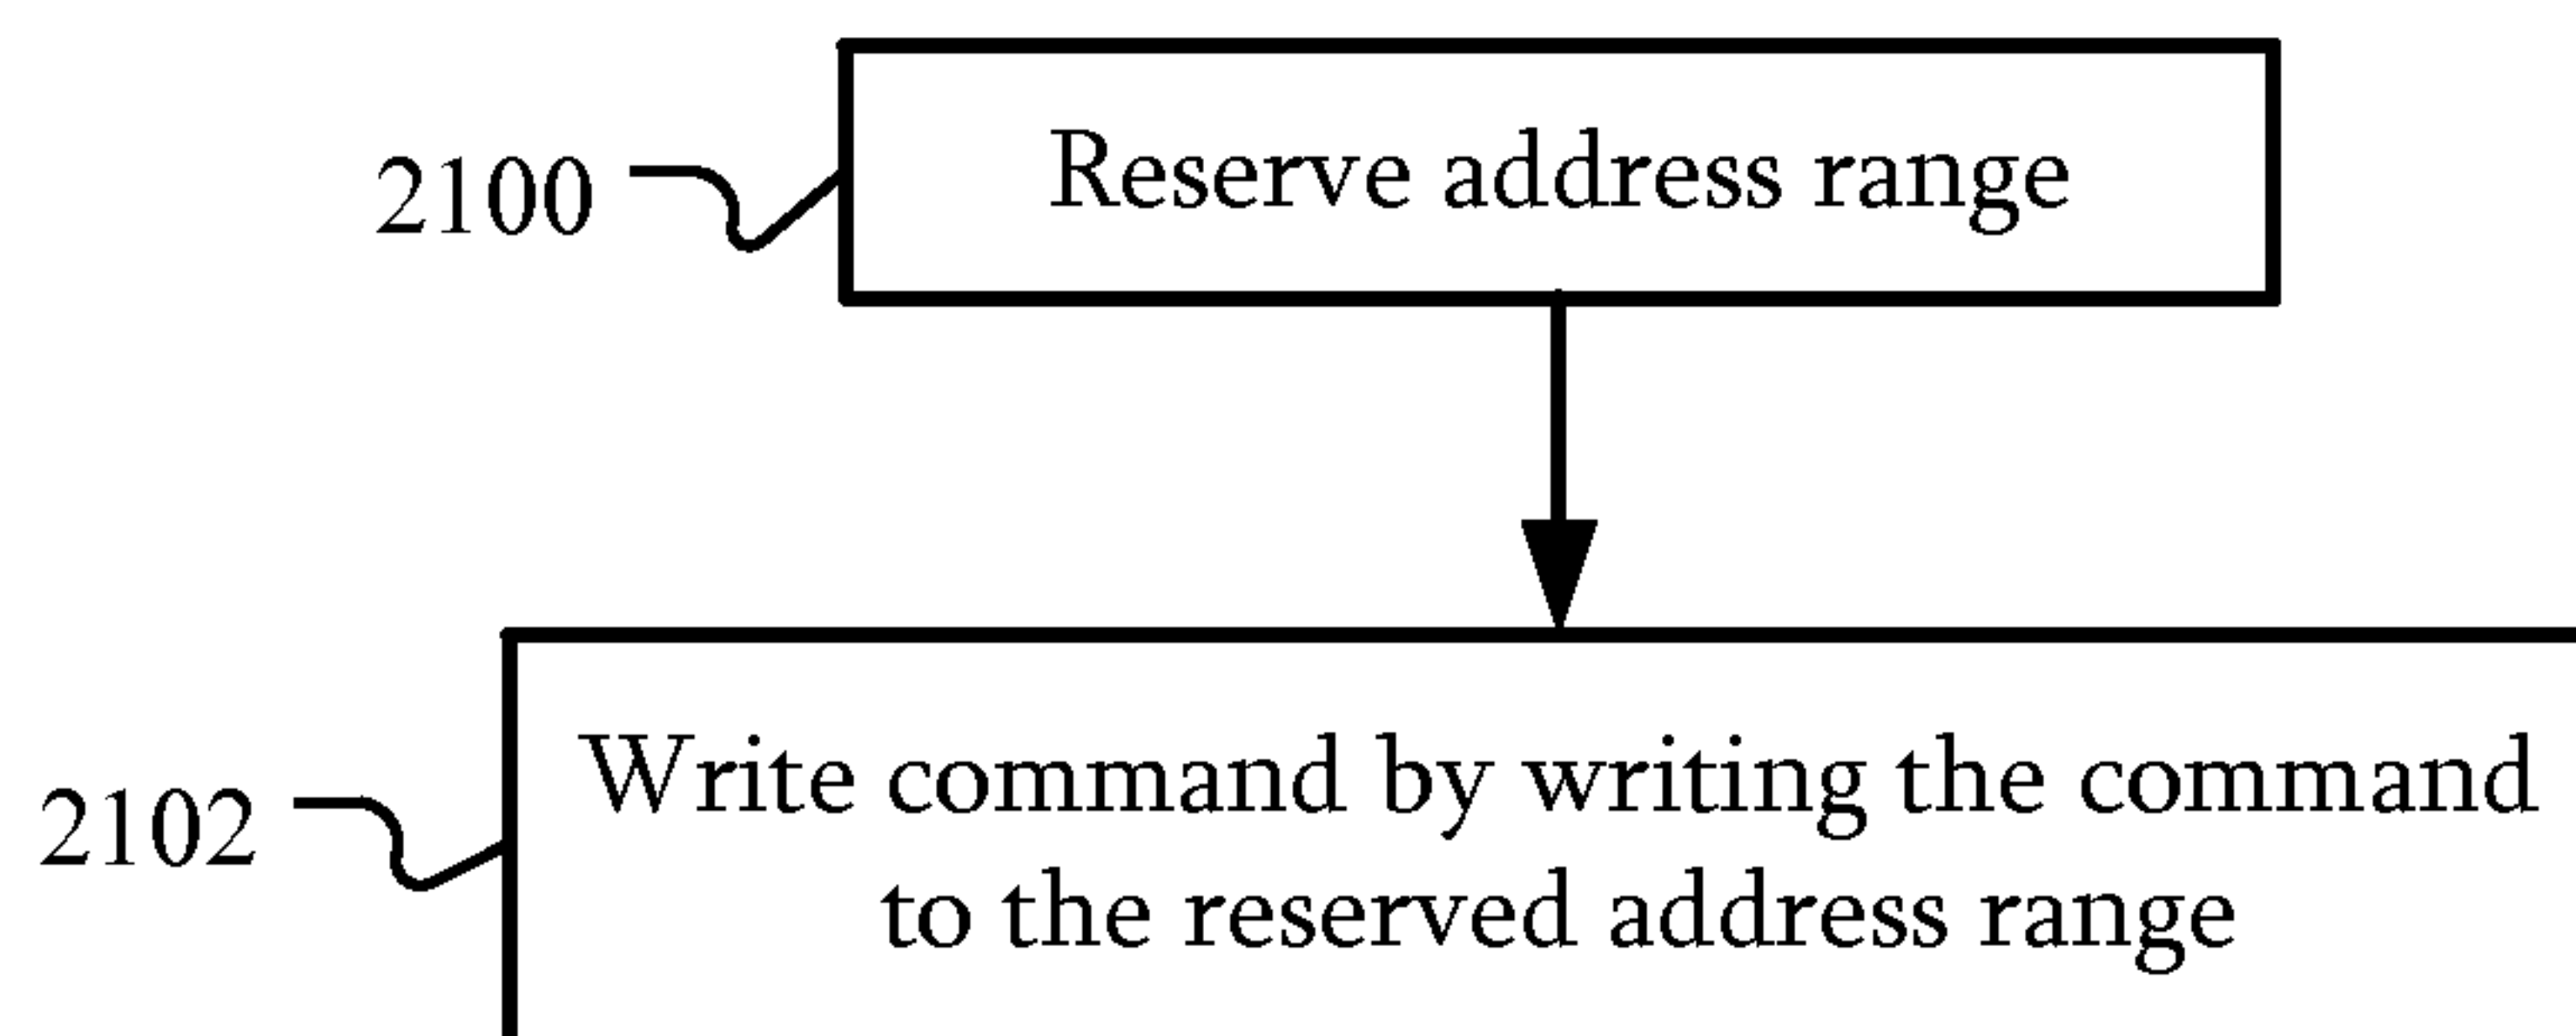 2100
Reserve address range
2102
Write command by writing the command
to the reserved address range